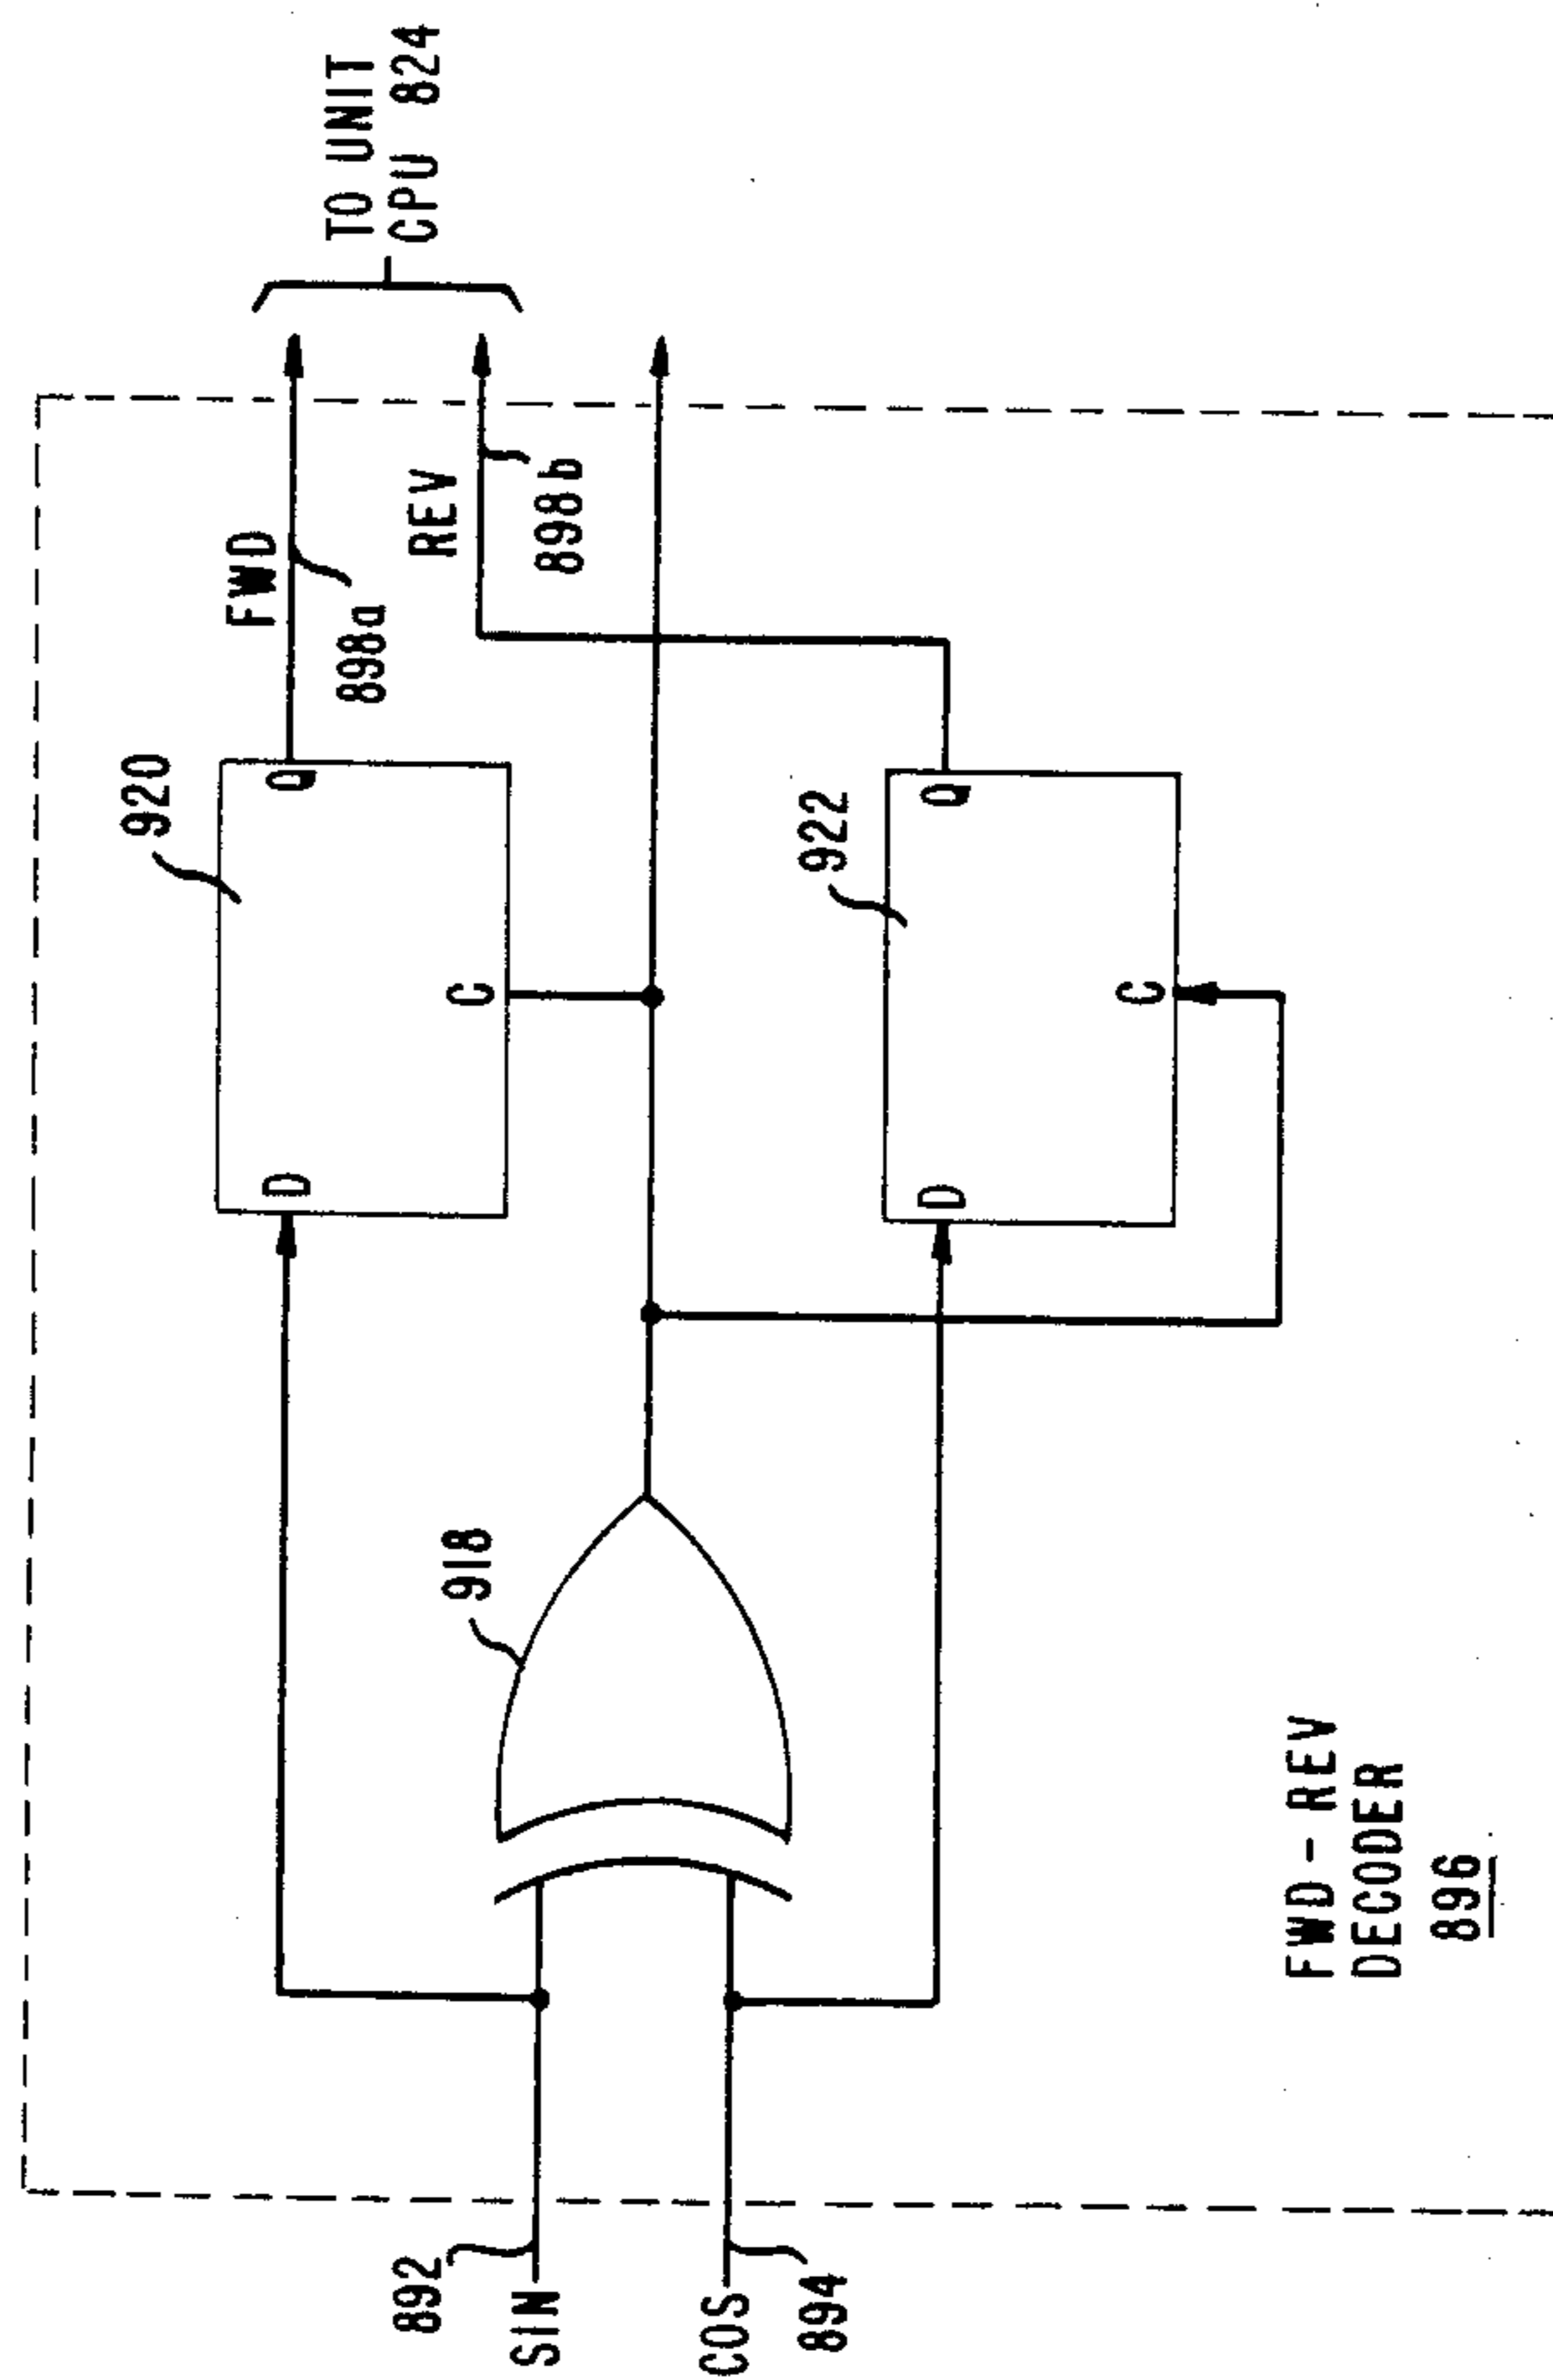 920
D
Q
C
FWD
898a
TO UNIT
CPU 824
REV
898b
892
SIN
COS
894
918
922
D
Q
C
FWD-REV
DECODER
896